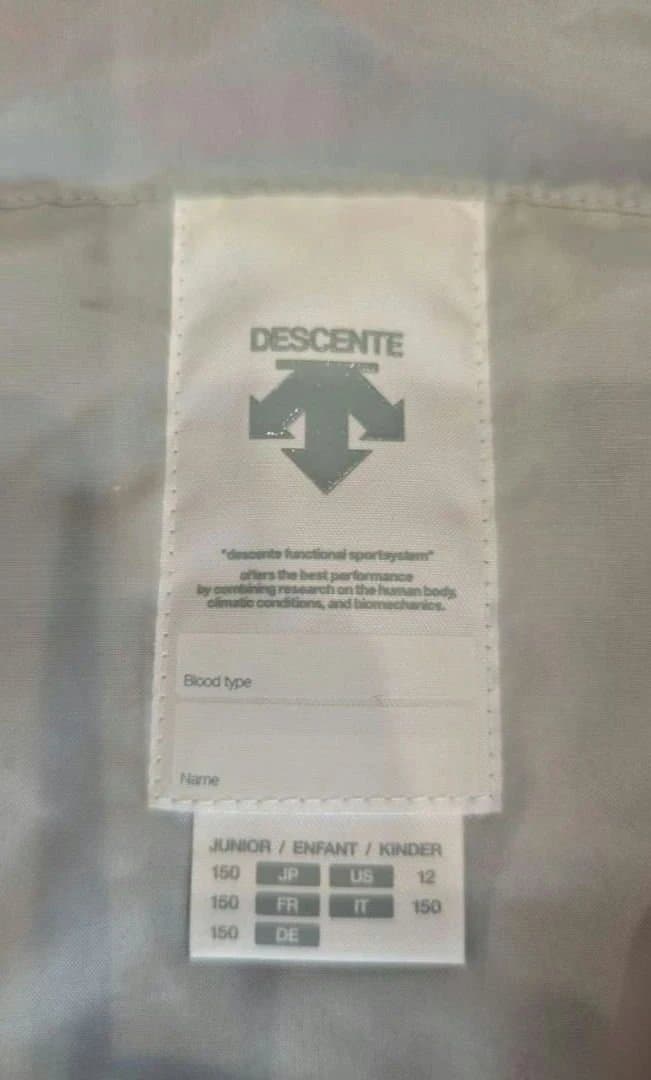 DESCENTE
"descente functional sportsystem"
offers the best performance
by combining research on the human body,
climatic conditions, and biomechanics.
Blood type
Name
JUNIOR / ENFANT / KINDER
150 JP US 12
150 FR IT 150
150 DE